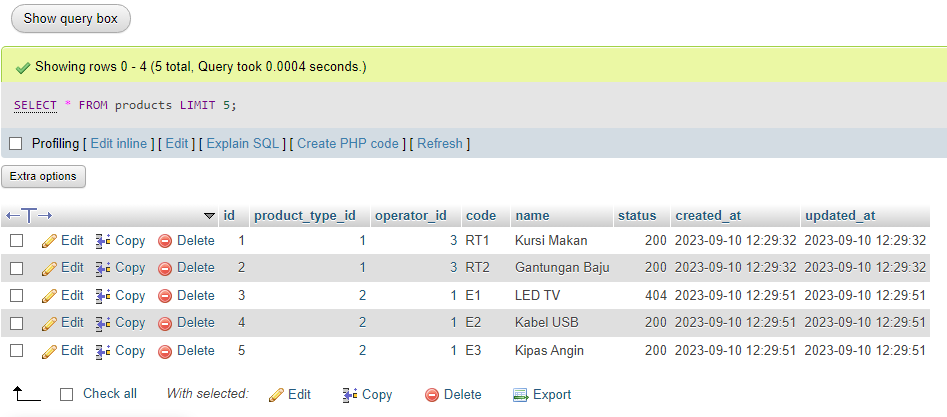 Show query box
Showing rows 0 - 4 (5 total, Query took 0.0004 seconds.)
SELECT * FROM products LIMIT 5;
Profiling [ Edit inline ] [ Edit ] [ Explain SQL ] [ Create PHP code ] [ Refresh ]
Extra options
id product_type_id operator_id code name status created_at updated_at
Edit Copy Delete 1 1 3 RT1 Kursi Makan 200 2023-09-10 12:29:32 2023-09-10 12:29:32
Edit Copy Delete 2 1 3 RT2 Gantungan Baju 200 2023-09-10 12:29:32 2023-09-10 12:29:32
Edit Copy Delete 3 2 1 E1 LED TV 404 2023-09-10 12:29:51 2023-09-10 12:29:51
Edit Copy Delete 4 2 1 E2 Kabel USB 200 2023-09-10 12:29:51 2023-09-10 12:29:51
Edit Copy Delete 5 2 1 E3 Kipas Angin 200 2023-09-10 12:29:51 2023-09-10 12:29:51
Check all With selected: Edit Copy Delete Export